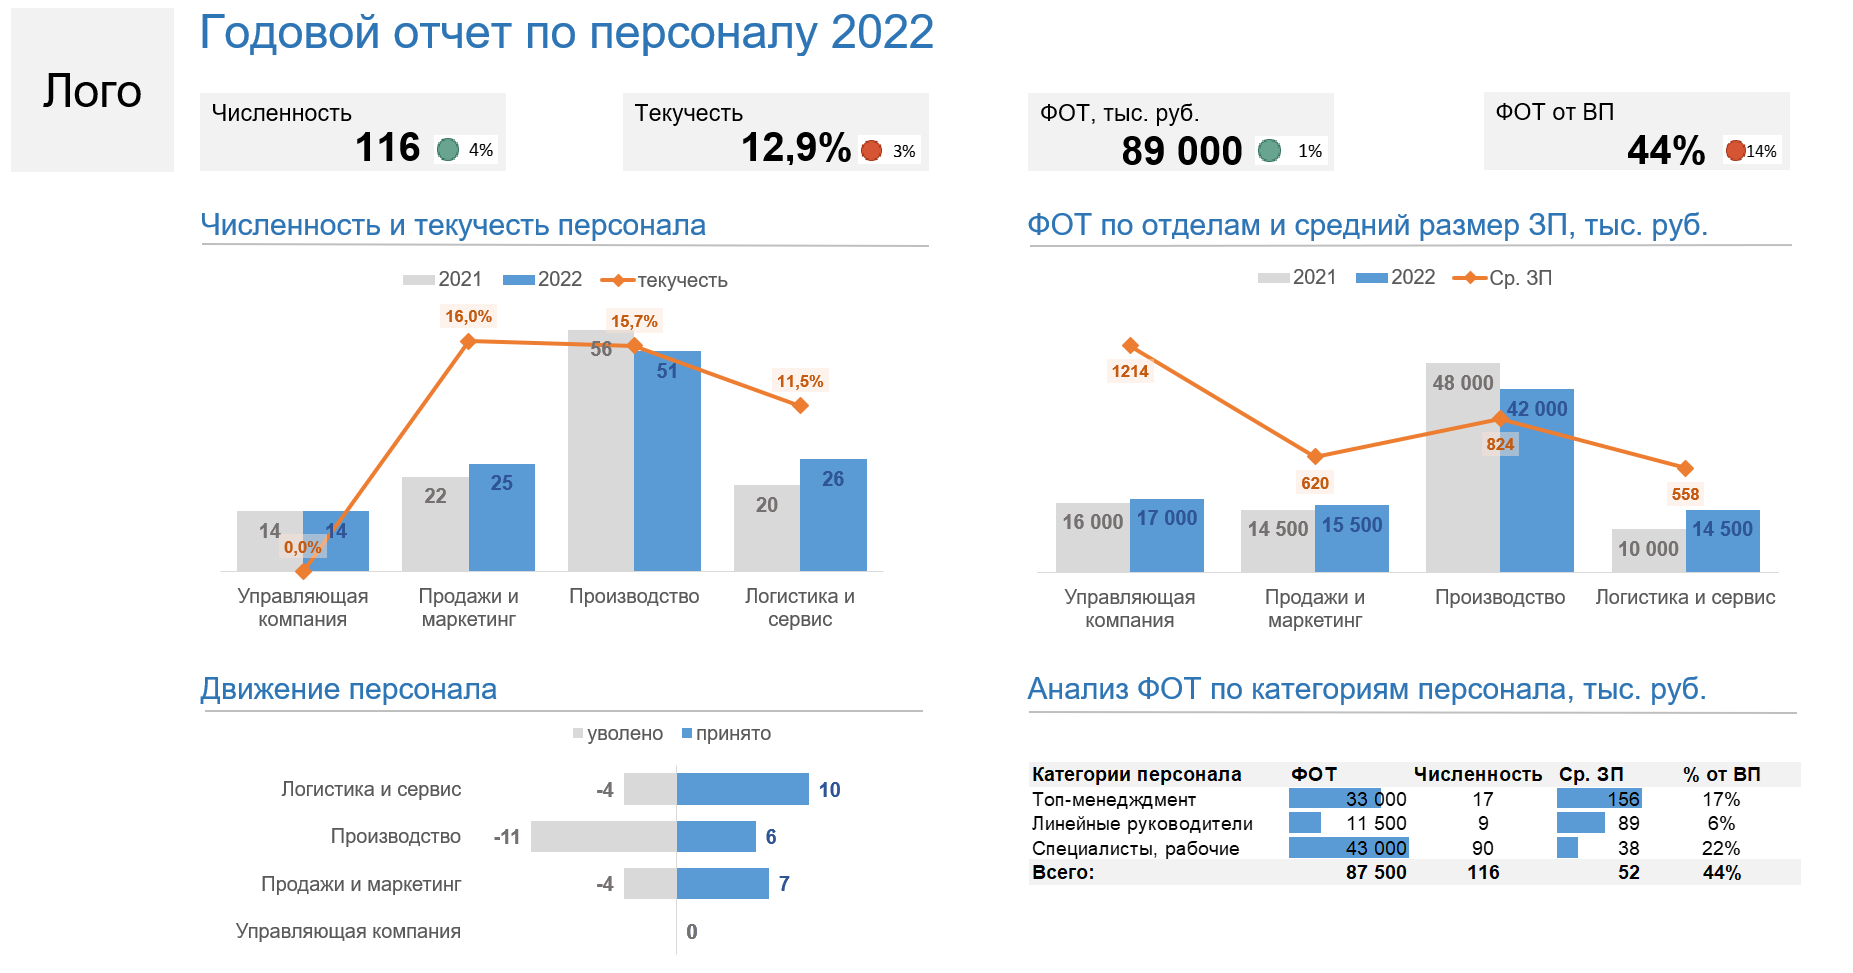 Лого
Годовой отчет по персоналу 2022
Численность
116 4%
Текучесть
12,9% 3%
ФОТ, тыс. руб.
89 000 1%
ФОТ от ВП
44% 14%
Численность и текучесть персонала
2021 2022 текучесть
16,0%
15,7%
56
51
11,5%
22
25
20
26
14
14
0,0%
Управляющая
компания
Продажи и
маркетинг
Производство
Логистика и
сервис
ФОТ по отделам и средний размер ЗП, тыс. руб.
2021 2022 Ср. ЗП
1214
48 000
42 000
824
620
558
16 000
17 000
14 500
15 500
10 000
14 500
Управляющая
компания
Продажи и
маркетинг
Производство
Логистика и сервис
Движение персонала
уволено принято
Логистика и сервис -4 10
Производство -11 6
Продажи и маркетинг -4 7
Управляющая компания 0
Анализ ФОТ по категориям персонала, тыс. руб.
Категории персонала ФОТ Численность Ср. ЗП % от ВП
Топ-менедждмент 33 000 17 156 17%
Линейные руководители 11 500 9 89 6%
Специалисты, рабочие 43 000 90 38 22%
Всего: 87 500 116 52 44%